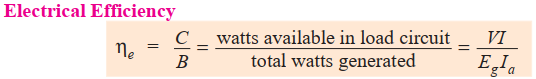 Electrical Efficiency
ηe = C/B = watts available in load circuit/total watts generated = VI/EgIa